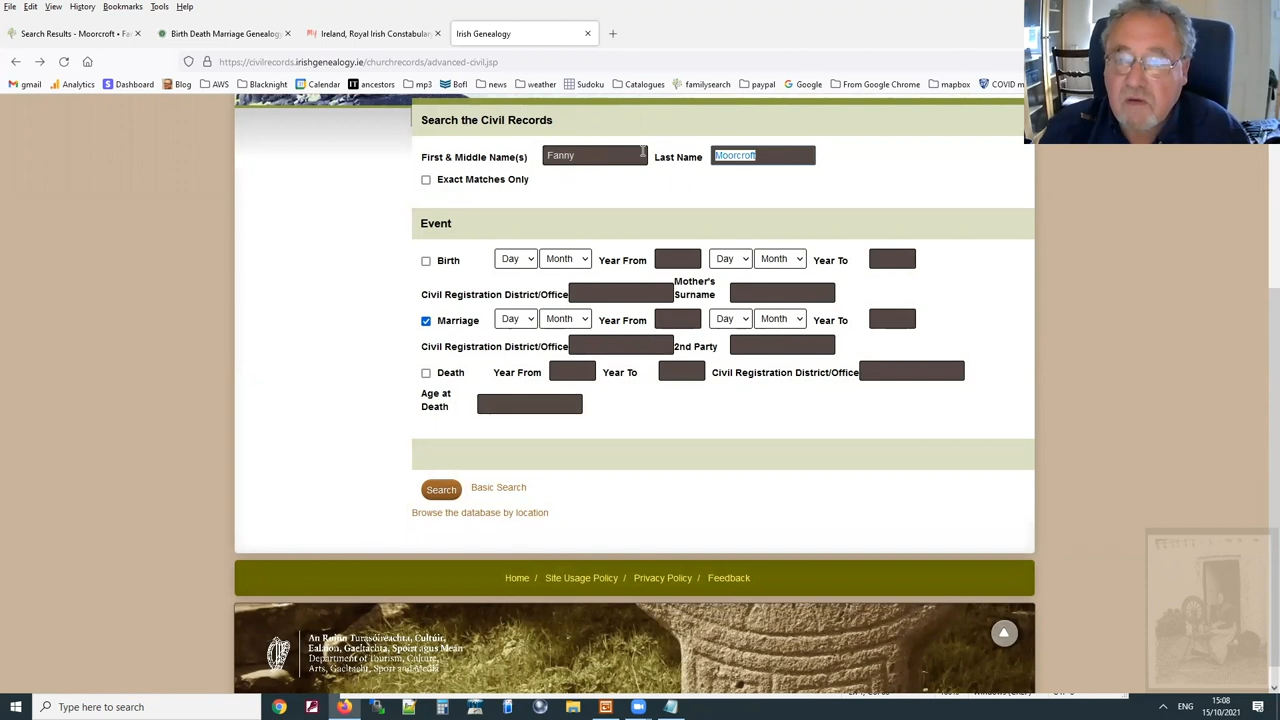 File Edit View History Bookmarks Tools Help
Search Results - Moorcroft • Fa
Birth Death Marriage Genealogy
Ireland, Royal Irish Constabulary
Irish Genealogy
https://civilrecords.irishgenealogy.ie/churchrecords/advanced-civil.jsp
gmail Analytics Dashboard Blog AWS Blacknight Calendar ancestors mp3 Bofi news weather Sudoku Catalogues familysearch paypal Google From Google Chrome mapbox COVID m
Search the Civil Records
First & Middle Name(s) Fanny Last Name Moorcroft
Exact Matches Only
Event
Birth Day Month Year From Day Month Year To
Civil Registration District/Office Mother's Surname
Marriage Day Month Year From Day Month Year To
Civil Registration District/Office 2nd Party
Death Year From Year To Civil Registration District/Office
Age at Death
Search Basic Search
Browse the database by location
Home / Site Usage Policy / Privacy Policy / Feedback
An Roinn Turasóireachta, Cultúir,
Ealaíon, Gaeltachta, Spóirt agus Meán
Department of Tourism, Culture,
Arts, Gaeltacht, Sport and Media
Type here to search
15:08
15/10/2021